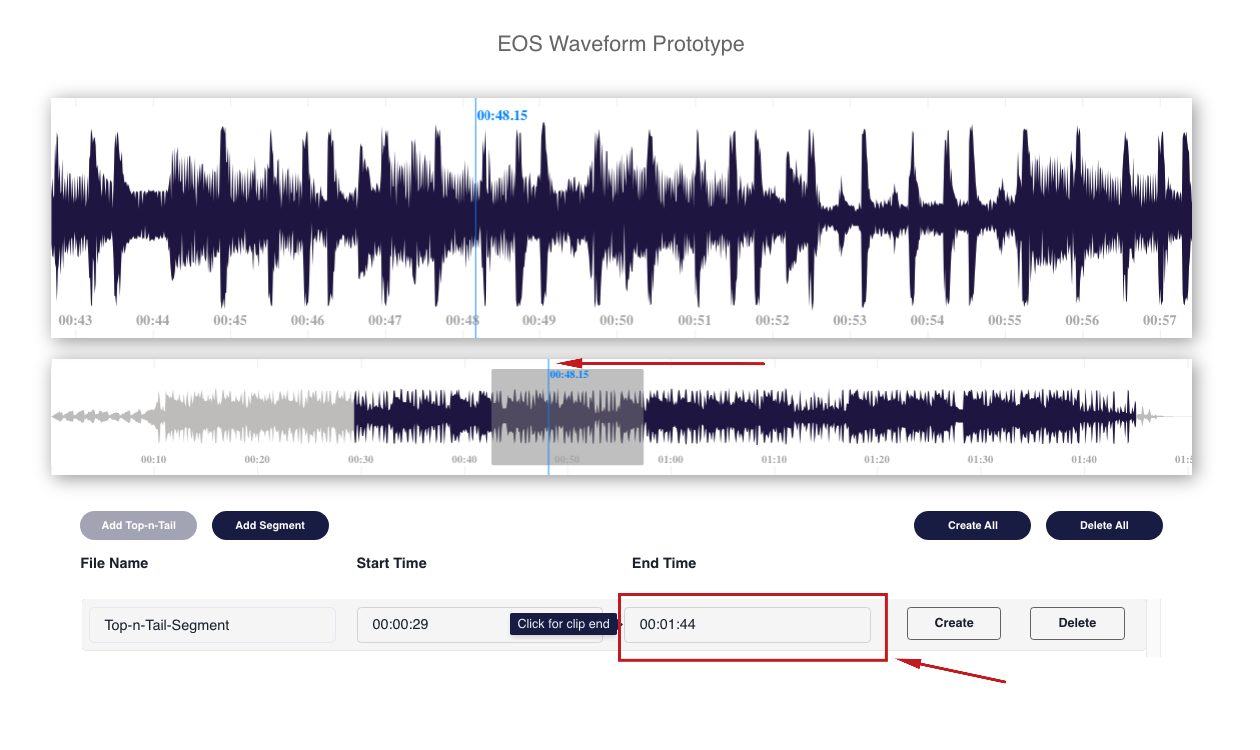 EOS Waveform Prototype
00:48.15
00:43 00:44 00:45 00:46 00:47 00:48 00:49 00:50 00:51 00:52 00:53 00:54 00:55 00:56 00:57
00:48.15
00:10 00:20 00:30 00:40 00:50 01:00 01:10 01:20 01:30 01:40
Add Top-n-Tail Add Segment Create All Delete All
File Name Start Time End Time
Top-n-Tail-Segment 00:00:29 Click for clip end 00:01:44 Create Delete